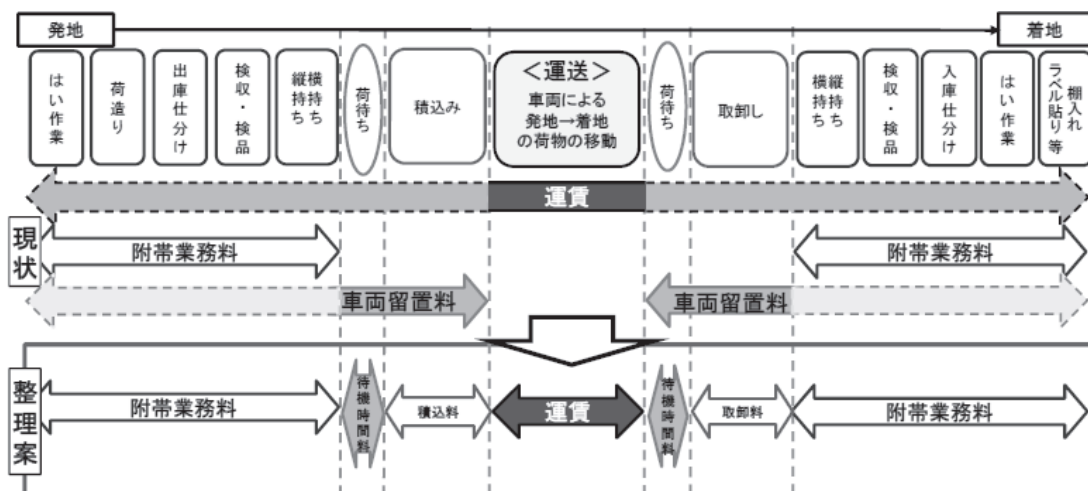 発地
着地
はい作業
荷造り
出庫仕分け
検収・検品
横持ち
縦持ち
荷待ち
積込み
＜運送＞
車両による
発地→着地
の荷物の移動
荷待ち
取卸し
縦持ち
横持ち
検収・検品
入庫仕分け
はい作業
棚入れ
ラベル貼り等
運賃
現状
附帯業務料
附帯業務料
車両留置料
車両留置料
整理案
附帯業務料
待機時間料
積込料
運賃
待機時間料
取卸料
附帯業務料